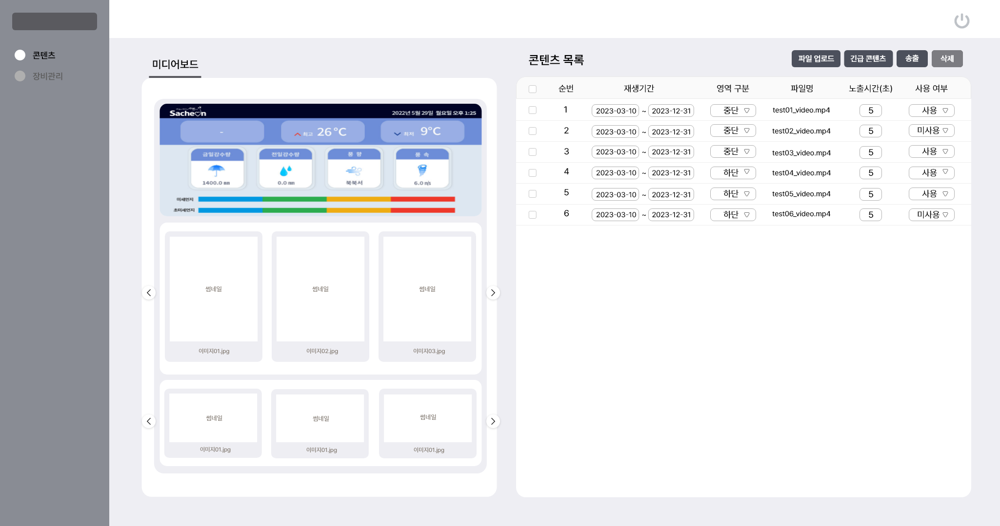 콘텐츠
장비관리
미디어보드
Sacheon
2022년 5월 29일 월요일 오후 1:25
-
최고 26°C
최저 9°C
금일강수량
1400.0 mm
전일강수량
0.0 mm
풍 향
북북서
풍 속
6.0 m/s
미세먼지
초미세먼지
썸네일
이미지01.jpg
썸네일
이미지02.jpg
썸네일
이미지03.jpg
썸네일
이미지01.jpg
썸네일
이미지01.jpg
썸네일
이미지01.jpg
콘텐츠 목록
파일 업로드 긴급 콘텐츠 송출 삭제
순번 재생기간 영역 구분 파일명 노출시간(초) 사용 여부
1 2023-03-10 ~ 2023-12-31 중단 test01_video.mp4 5 사용
2 2023-03-10 ~ 2023-12-31 중단 test02_video.mp4 5 미사용
3 2023-03-10 ~ 2023-12-31 중단 test03_video.mp4 5 사용
4 2023-03-10 ~ 2023-12-31 하단 test04_video.mp4 5 사용
5 2023-03-10 ~ 2023-12-31 하단 test05_video.mp4 5 사용
6 2023-03-10 ~ 2023-12-31 하단 test06_video.mp4 5 미사용